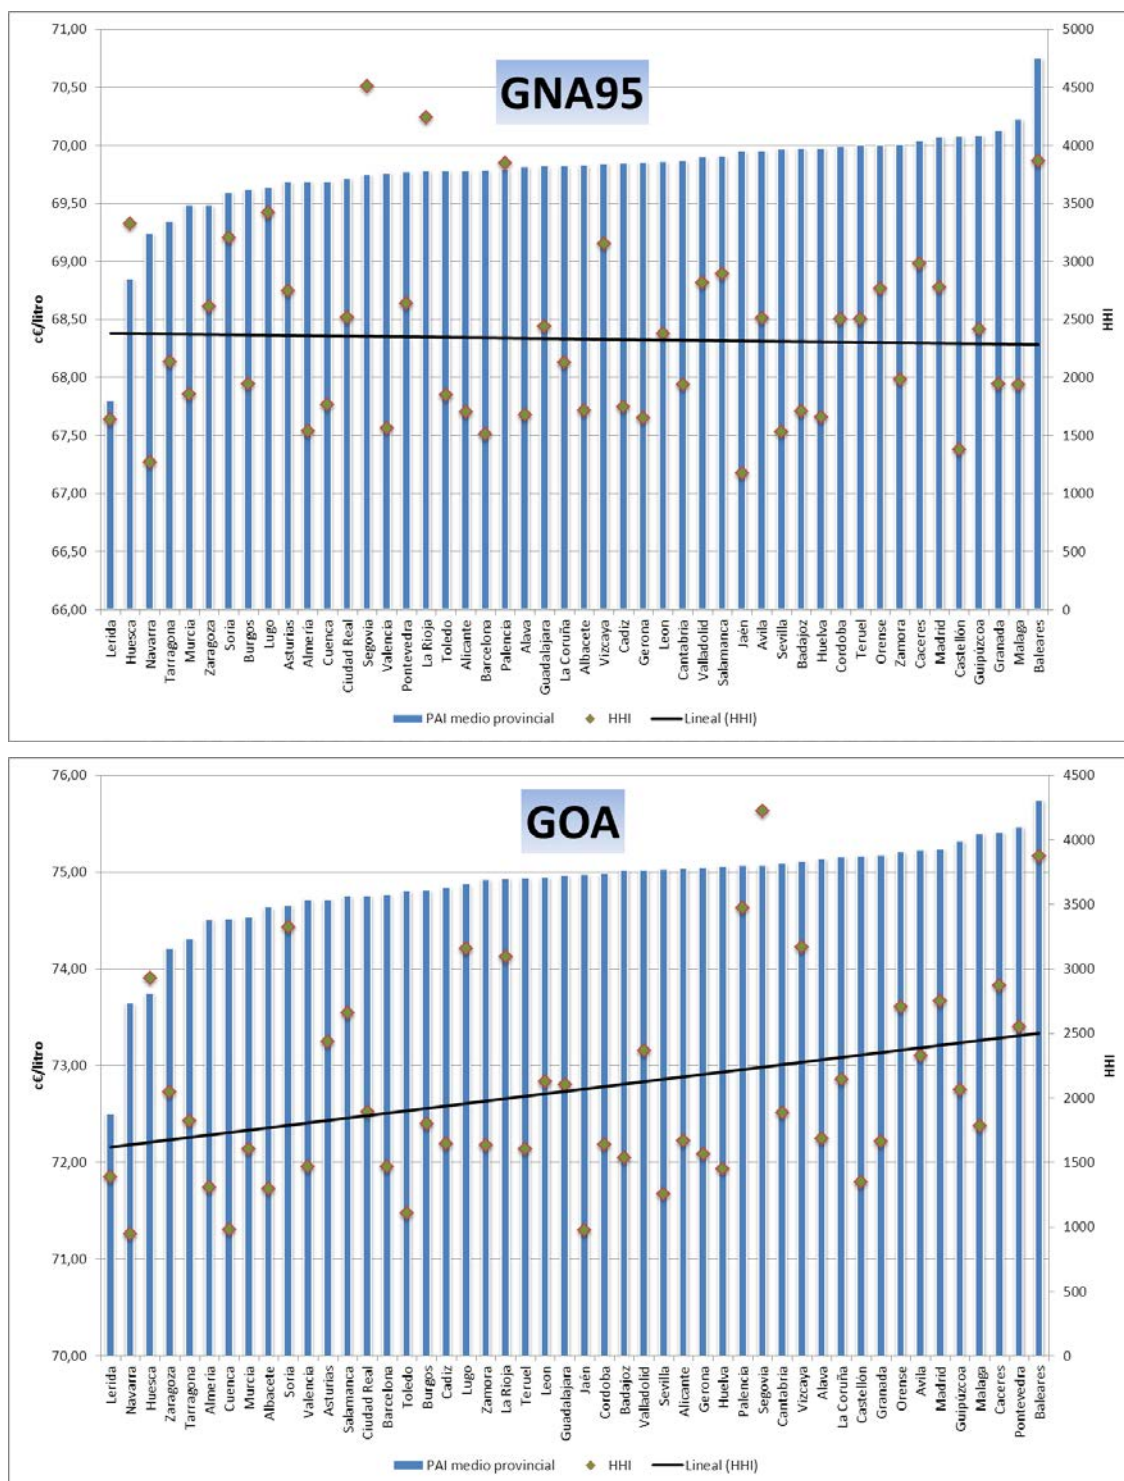 GNA95
c€/litro
71,00
70,50
70,00
69,50
69,00
68,50
68,00
67,50
67,00
66,50
66,00
5000
4500
4000
3500
3000
2500
2000
1500
1000
500
0
HHI
Lerida
Huesca
Navarra
Tarragona
Murcia
Zaragoza
Soria
Burgos
Lugo
Asturias
Almería
Cuenca
Ciudad Real
Segovia
Valencia
Pontevedra
La Rioja
Toledo
Alicante
Barcelona
Palencia
Alava
Guadalajara
La Coruña
Albacete
Vizcaya
Cadiz
Gerona
Leon
Cantabria
Valladolid
Salamanca
Jaén
Avila
Sevilla
Badajoz
Huelva
Cordoba
Teruel
Orense
Zamora
Caceres
Madrid
Castellón
Guipúzcoa
Granada
Malaga
Baleares
PAI medio provincial HHI Lineal (HHI)
GOA
c€/litro
76,00
75,00
74,00
73,00
72,00
71,00
70,00
4500
4000
3500
3000
2500
2000
1500
1000
500
0
HHI
Lerida
Navarra
Huesca
Zaragoza
Tarragona
Almería
Cuenca
Murcia
Albacete
Soria
Valencia
Asturias
Salamanca
Ciudad Real
Barcelona
Toledo
Burgos
Cadiz
Lugo
Zamora
La Rioja
Teruel
Leon
Guadalajara
Jaén
Cordoba
Badajoz
Valladolid
Sevilla
Alicante
Gerona
Huelva
Palencia
Segovia
Cantabria
Vizcaya
Alava
La Coruña
Castellón
Granada
Orense
Avila
Madrid
Guipúzcoa
Malaga
Caceres
Pontevedra
Baleares
PAI medio provincial HHI Lineal (HHI)